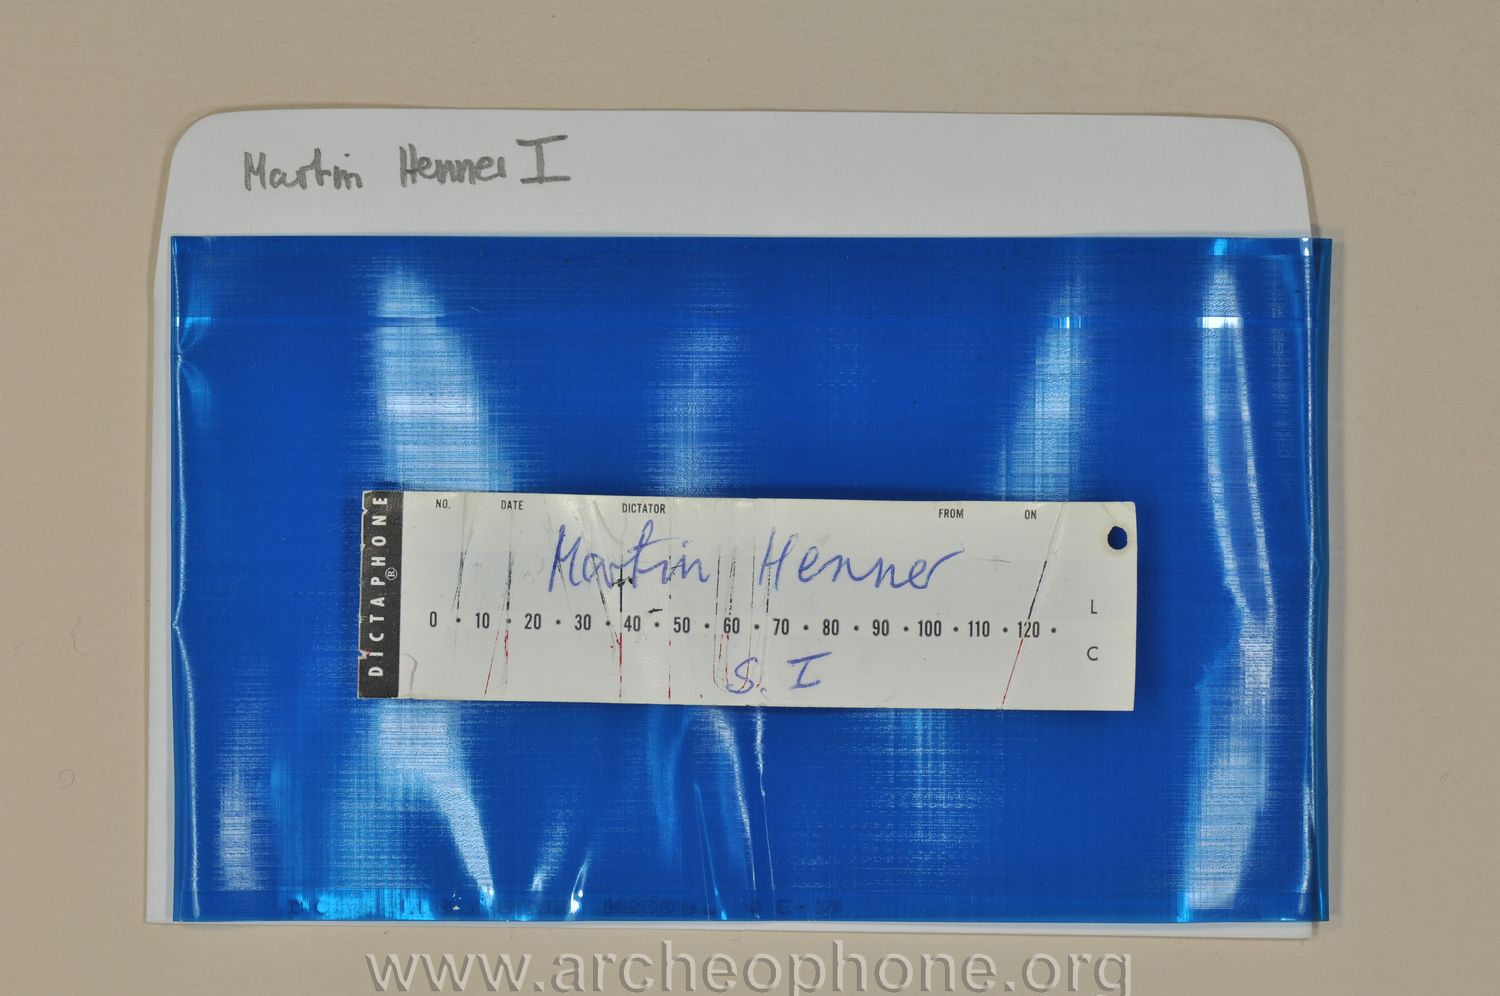 Martin Henner I
DICTAPHONE®
NO. DATE DICTATOR FROM ON
Martin Henner
0 • 10 • 20 • 30 • 40 • 50 • 60 • 70 • 80 • 90 • 100 • 110 • 120 •
L
C
S. I
www.archeophone.org